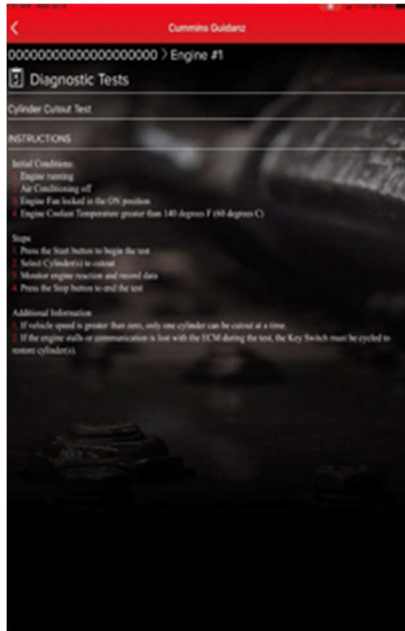 Cummins Guidanz
00000000000000000000 > Engine #1
Diagnostic Tests
Cylinder Cutout Test
INSTRUCTIONS
Initial Conditions:
1. Engine running
2. Air Conditioning off
3. Engine Fan locked in the ON position
4. Engine Coolant Temperature greater than 140 degrees F (60 degrees C)
Steps
1. Press the Start button to begin the test
2. Select Cylinder(s) to cutout
3. Monitor engine reaction and record data
4. Press the Stop button to end the test
Additional Information
1. If vehicle speed is greater than zero, only one cylinder can be cutout at a time.
2. If the engine stalls or communication is lost with the ECM during the test, the Key Switch must be cycled to
restore cylinder(s).